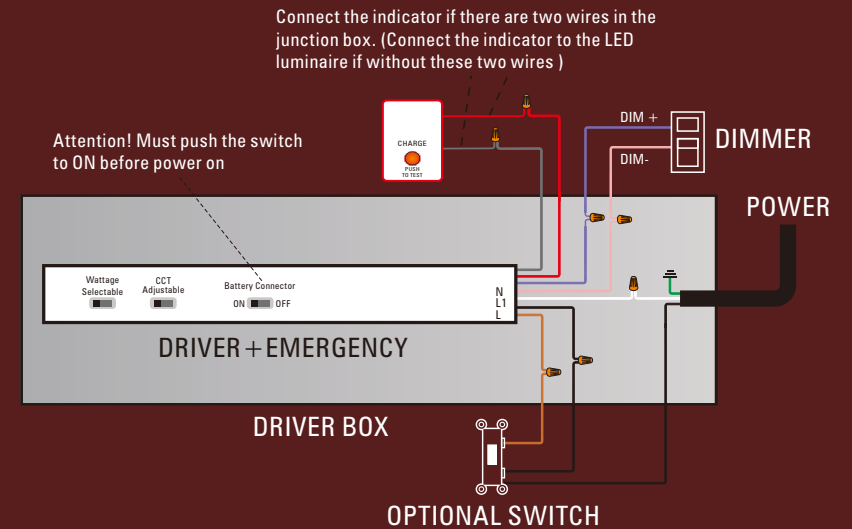 Connect the indicator if there are two wires in the
junction box. (Connect the indicator to the LED
luminaire if without these two wires )
Attention! Must push the switch
to ON before power on
CHARGE
PUSH
TO TEST
DIM +
DIM-
DIMMER
POWER
Wattage
Selectable
CCT
Adjustable
Battery Connector
ON OFF
N
L1
L
DRIVER+EMERGENCY
DRIVER BOX
OPTIONAL SWITCH